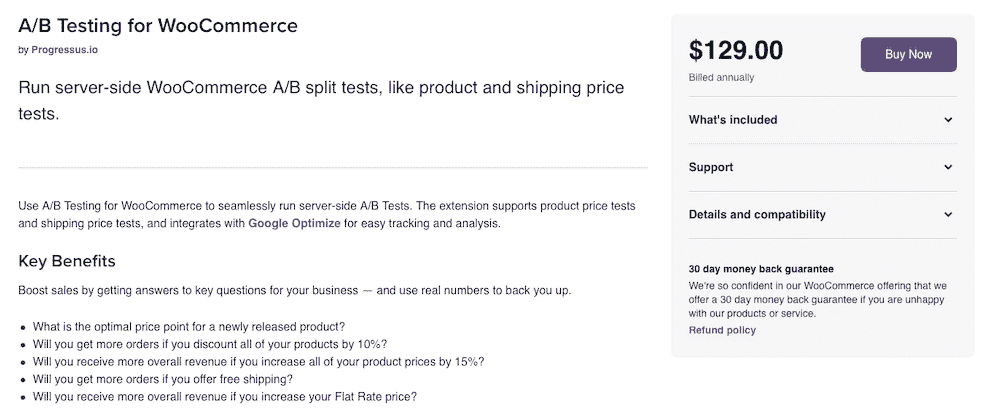 A/B Testing for WooCommerce
by Progressus.io
Run server-side WooCommerce A/B split tests, like product and shipping price
tests.
Use A/B Testing for WooCommerce to seamlessly run server-side A/B Tests. The extension supports product price tests
and shipping price tests, and integrates with Google Optimize for easy tracking and analysis.
Key Benefits
Boost sales by getting answers to key questions for your business — and use real numbers to back you up.
• What is the optimal price point for a newly released product?
• Will you get more orders if you discount all of your products by 10%?
• Will you receive more overall revenue if you increase all of your product prices by 15%?
• Will you get more orders if you offer free shipping?
• Will you receive more overall revenue if you increase your Flat Rate price?
$129.00
Buy Now
Billed annually
What's included
Support
Details and compatibility
30 day money back guarantee
We're so confident in our WooCommerce offering that we
offer a 30 day money back guarantee if you are unhappy
with our products or service.
Refund policy